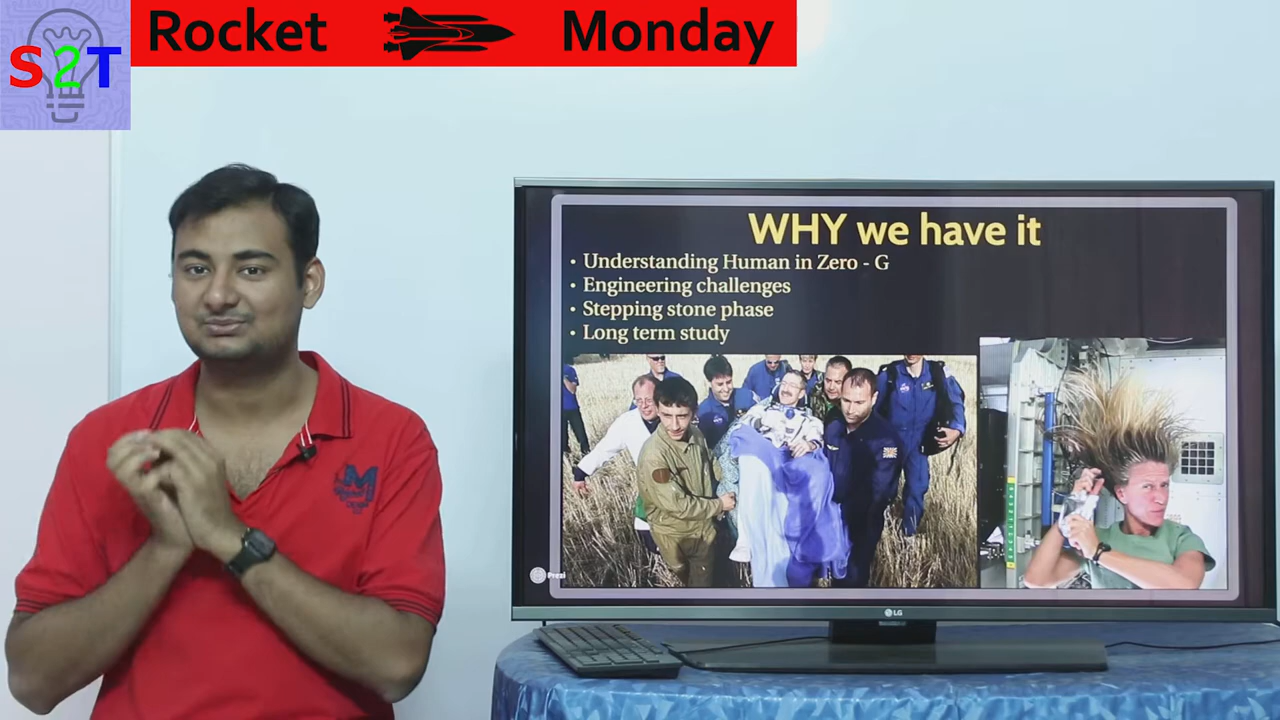 Rocket Monday
S2T
WHY we have it
• Understanding Human in Zero - G
• Engineering challenges
• Stepping stone phase
• Long term study
Prezi
LG